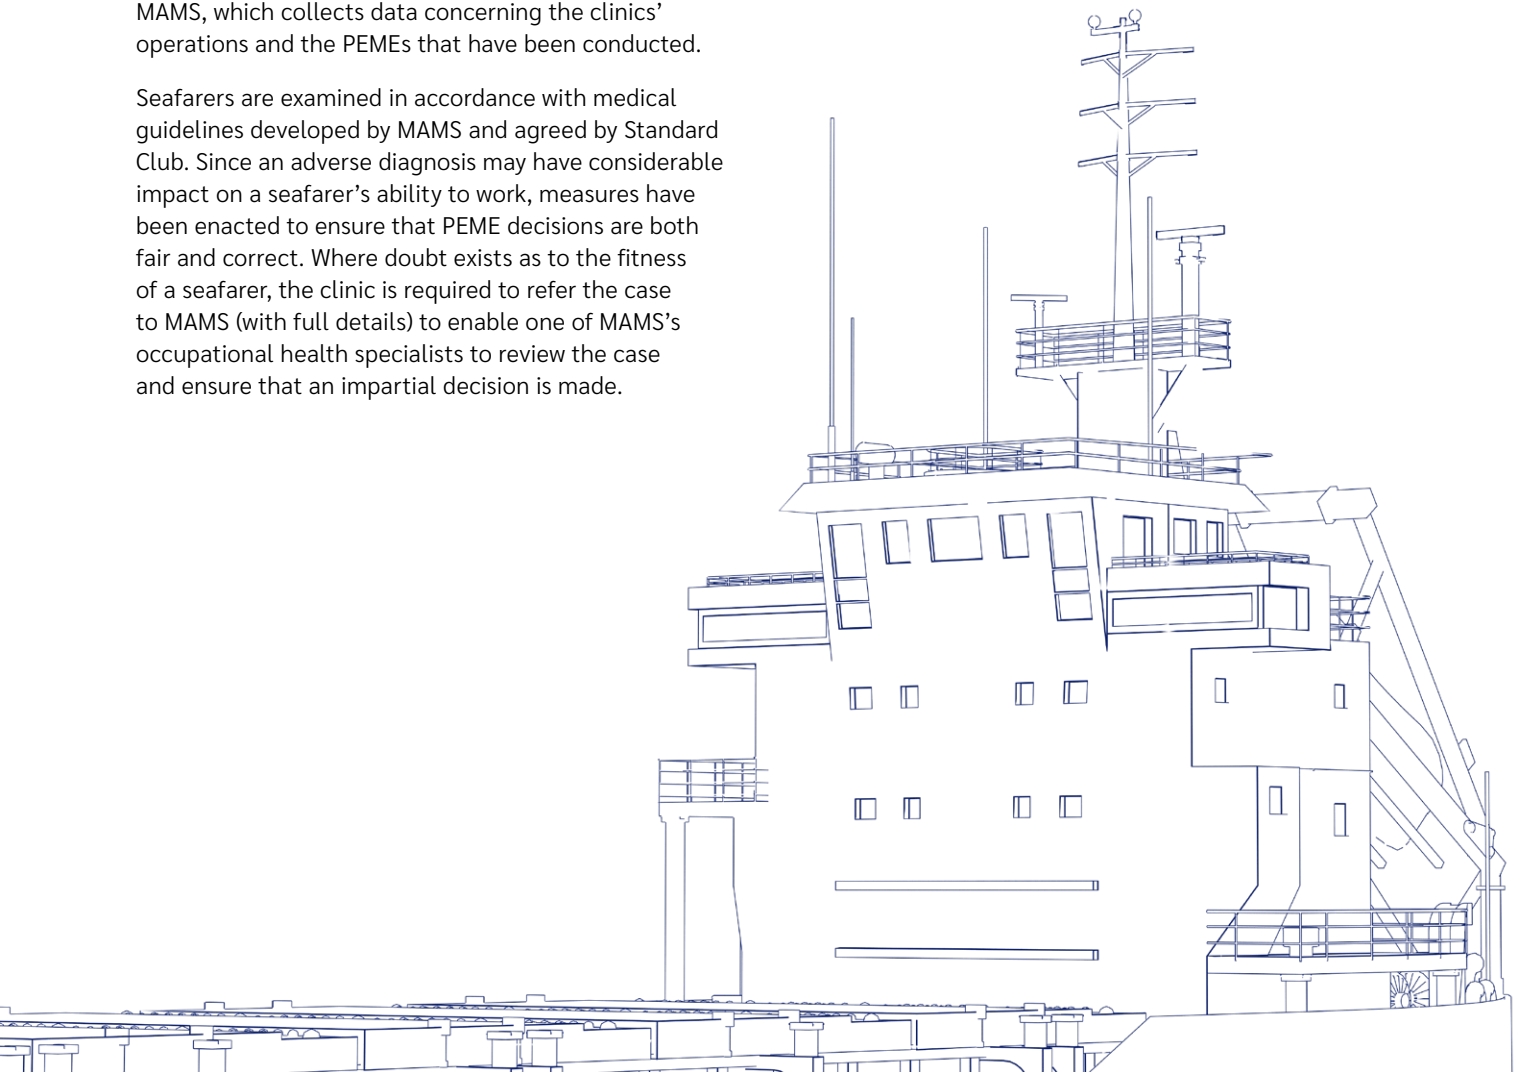 MAMS, which collects data concerning the clinics’
operations and the PEMEs that have been conducted.
Seafarers are examined in accordance with medical
guidelines developed by MAMS and agreed by Standard
Club. Since an adverse diagnosis may have considerable
impact on a seafarer’s ability to work, measures have
been enacted to ensure that PEME decisions are both
fair and correct. Where doubt exists as to the fitness
of a seafarer, the clinic is required to refer the case
to MAMS (with full details) to enable one of MAMS’s
occupational health specialists to review the case
and ensure that an impartial decision is made.